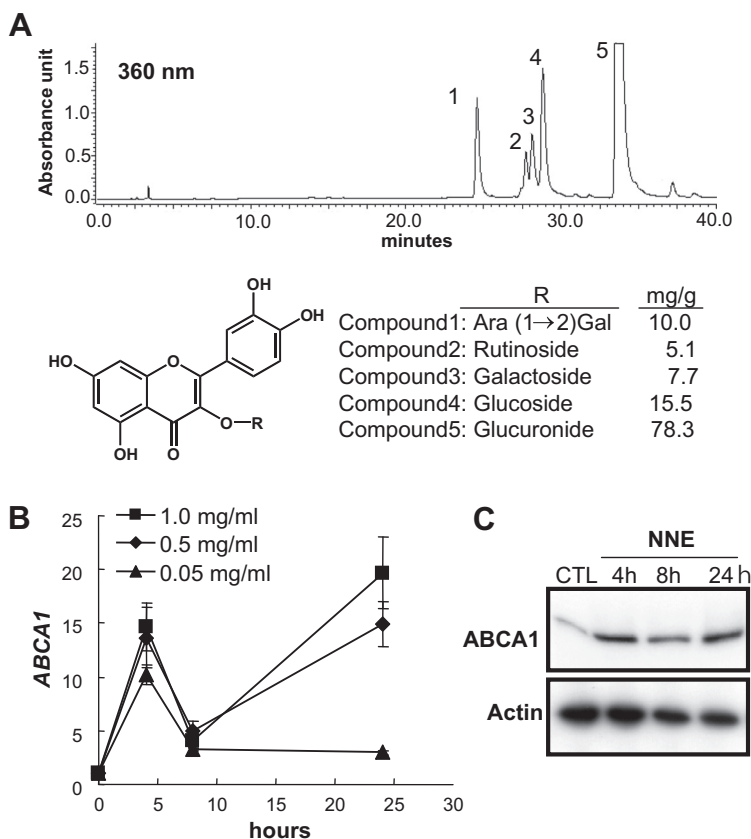 A
Absorbance unit
360 nm
1.5
1.0
0.5
0.0
1
2
3
4
5
0.0
10.0
20.0
30.0
40.0
minutes
OH
OH
HO
O
O—R
OH
O
R mg/g
Compound1: Ara (1→2)Gal 10.0
Compound2: Rutinoside 5.1
Compound3: Galactoside 7.7
Compound4: Glucoside 15.5
Compound5: Glucuronide 78.3
B
ABCA1
25
20
15
10
5
0
1.0 mg/ml
0.5 mg/ml
0.05 mg/ml
0 5 10 15 20 25 30
hours
C
NNE
CTL 4h 8h 24h
ABCA1
Actin